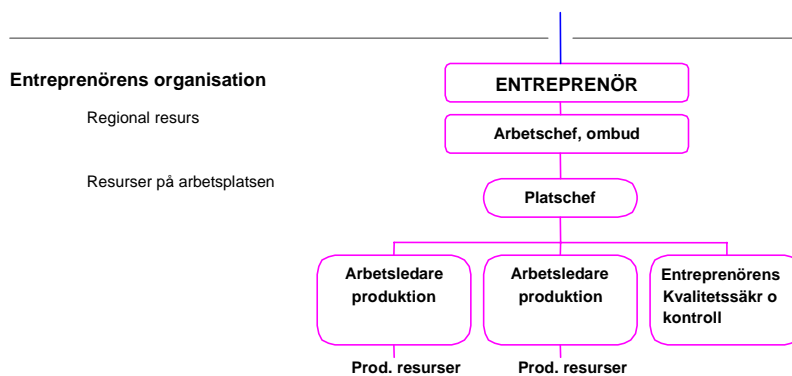 Entreprenörens organisation
ENTREPRENÖR
Regional resurs
Arbetschef, ombud
Resurser på arbetsplatsen
Platschef
Arbetsledare
produktion
Arbetsledare
produktion
Entreprenörens
Kvalitetssäkr o
kontroll
Prod. resurser
Prod. resurser